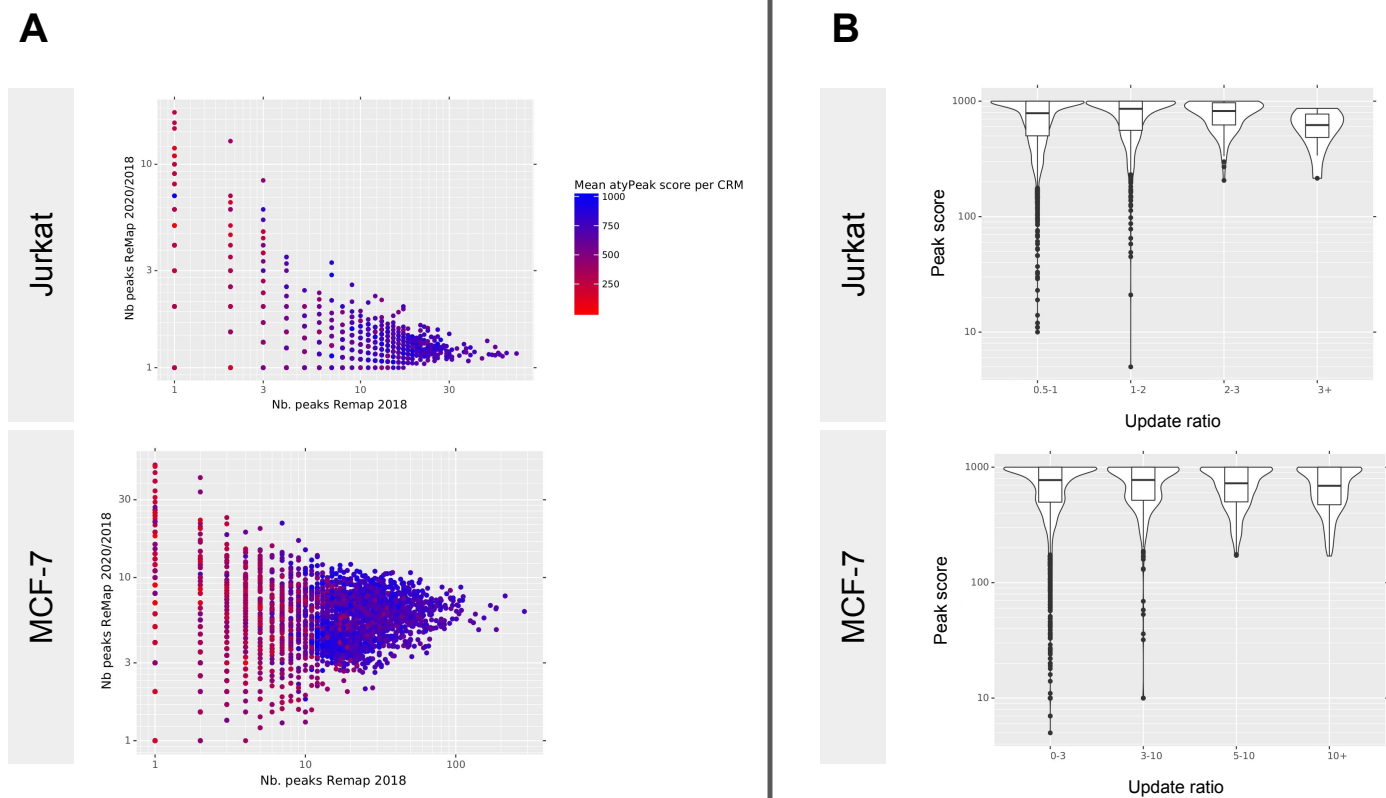 A
B
Jurkat
Nb peaks ReMap 2020/2018
10
3
1
1
3
10
30
Nb. peaks Remap 2018
Mean atyPeak score per CRM
1000
750
500
250
Jurkat
Peak score
1000
100
10
0.5-1
1-2
2-3
3+
Update ratio
MCF-7
Nb peaks ReMap 2020/2018
30
10
3
1
1
10
100
Nb. peaks Remap 2018
MCF-7
Peak score
1000
100
10
0-3
3-10
5-10
10+
Update ratio